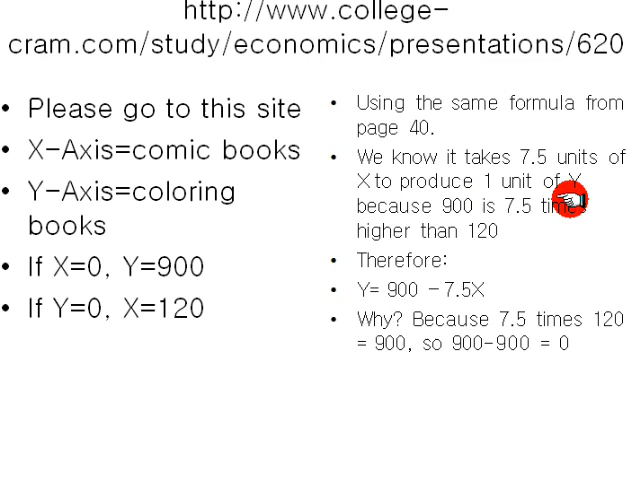 http://www.college-
cram.com/study/economics/presentations/620
• Please go to this site
• X-Axis=comic books
• Y-Axis=coloring
books
• If X=0, Y=900
• If Y=0, X=120
• Using the same formula from
page 40.
• We know it takes 7.5 units of
X to produce 1 unit of Y
because 900 is 7.5 times
higher than 120
• Therefore:
• Y= 900 – 7.5X
• Why? Because 7.5 times 120
= 900, so 900-900 = 0